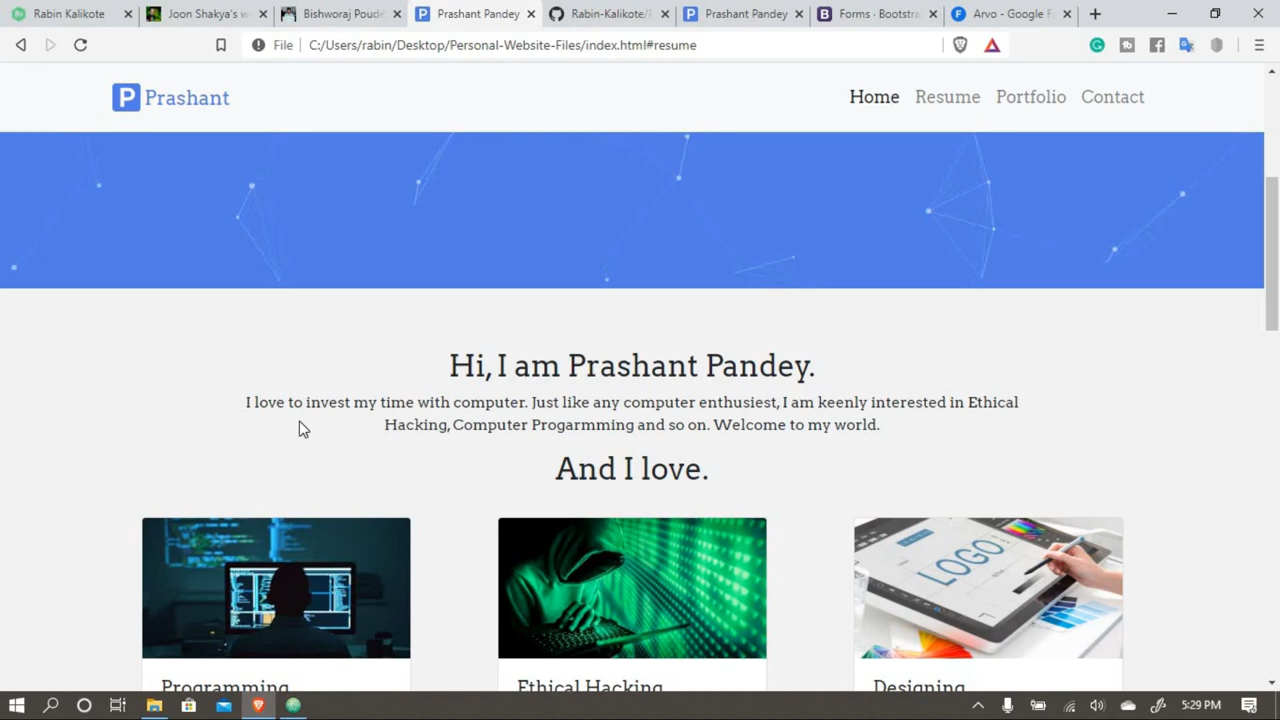 Rabin Kalikote
Joon Shakya's w
Bishworaj Poude
Prashant Pandey
Rabin-Kalikote/
Prashant Pandey
Forms · Bootstra
Arvo - Google F
File C:/Users/rabin/Desktop/Personal-Website-Files/index.html#resume
P Prashant
Home Resume Portfolio Contact
Hi, I am Prashant Pandey.
I love to invest my time with computer. Just like any computer enthusiest, I am keenly interested in Ethical
Hacking, Computer Progarmming and so on. Welcome to my world.
And I love.
LOGO
Programming
Ethical Hacking
Designing
5:29 PM